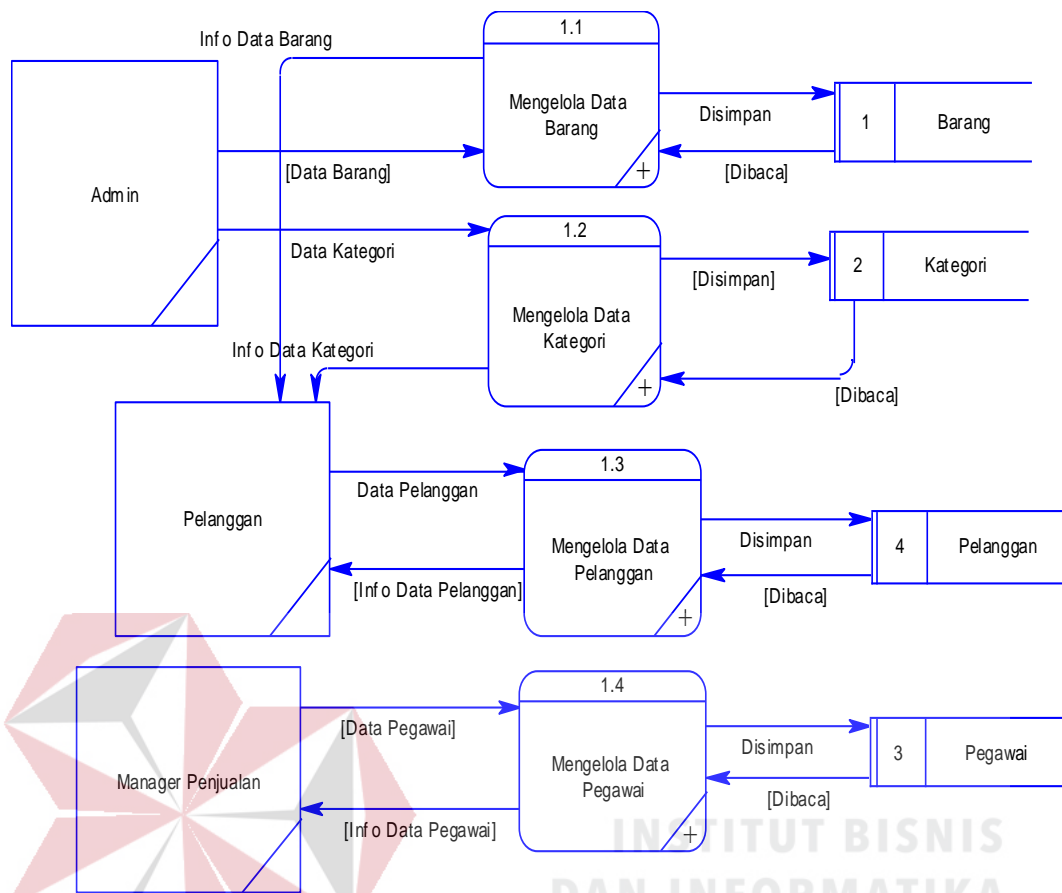 Info Data Barang
1.1
Mengelola Data
Barang
Disimpan
1
Barang
[Data Barang]
[Dibaca]
+
Admin
1.2
Data Kategori
[Disimpan]
2
Kategori
Mengelola Data
Kategori
Info Data Kategori
+
[Dibaca]
1.3
Data Pelanggan
Pelanggan
Mengelola Data
Pelanggan
Disimpan
4
Pelanggan
[Info Data Pelanggan]
[Dibaca]
+
1.4
[Data Pegawai]
Manager Penjualan
Mengelola Data
Pegawai
Disimpan
3
Pegawai
[Dibaca]
[Info Data Pegawai]
+
INSTITUT BISNIS
DAN INFORMATIKA